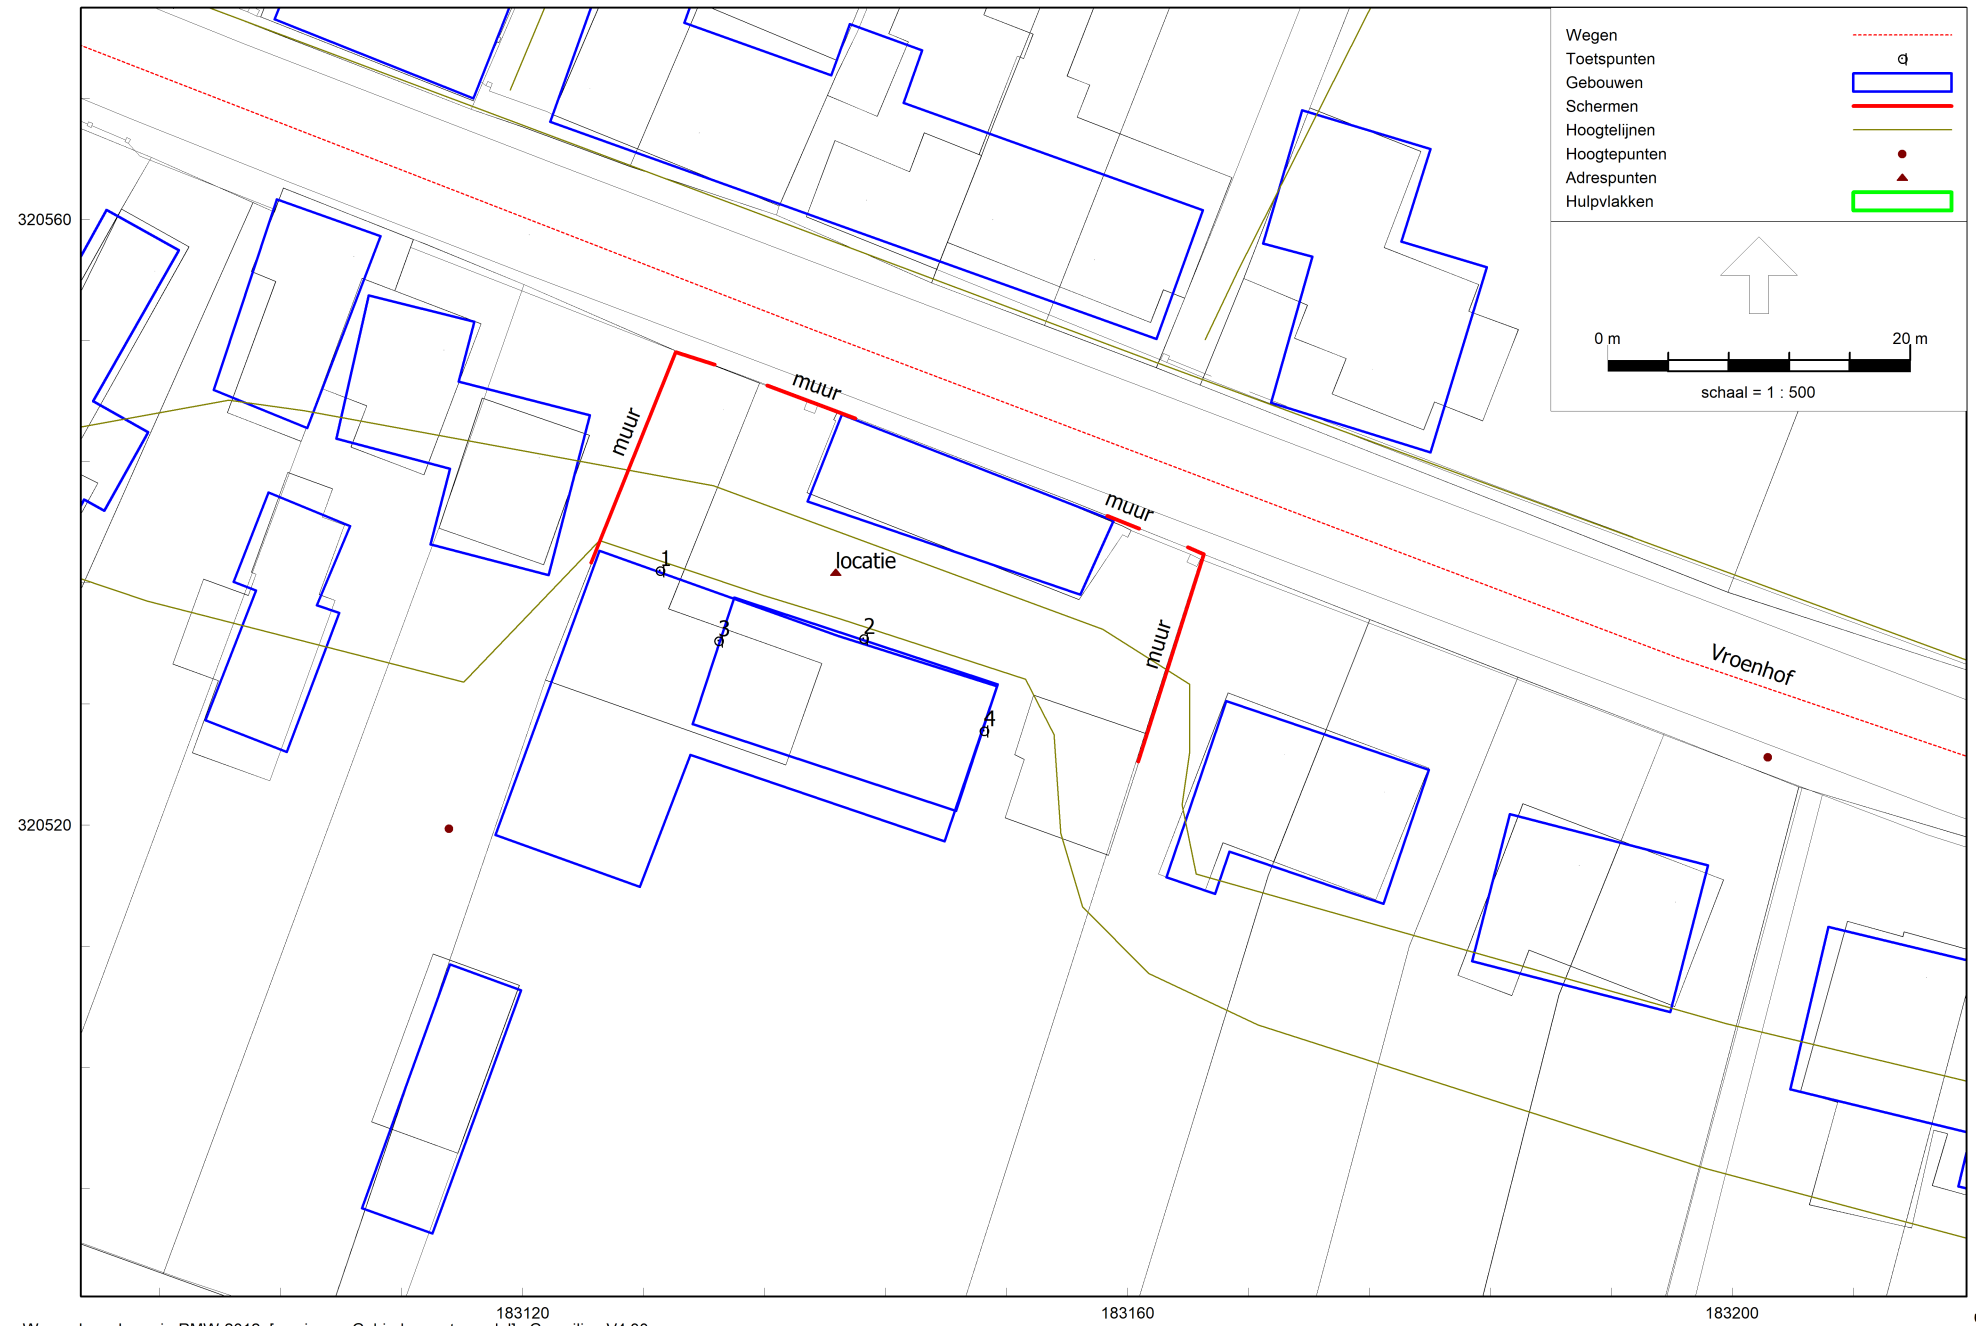 Wegen
Toetspunten
Gebouwen
Schermen
Hoogtelijnen
Hoogtepunten
Adrespunten
Hulpvlakken
0 m 20 m
schaal = 1 : 500
320560
muur
muur
muur
locatie
1
2
3
4
muur
Vroenhof
320520
183120 183160 183200